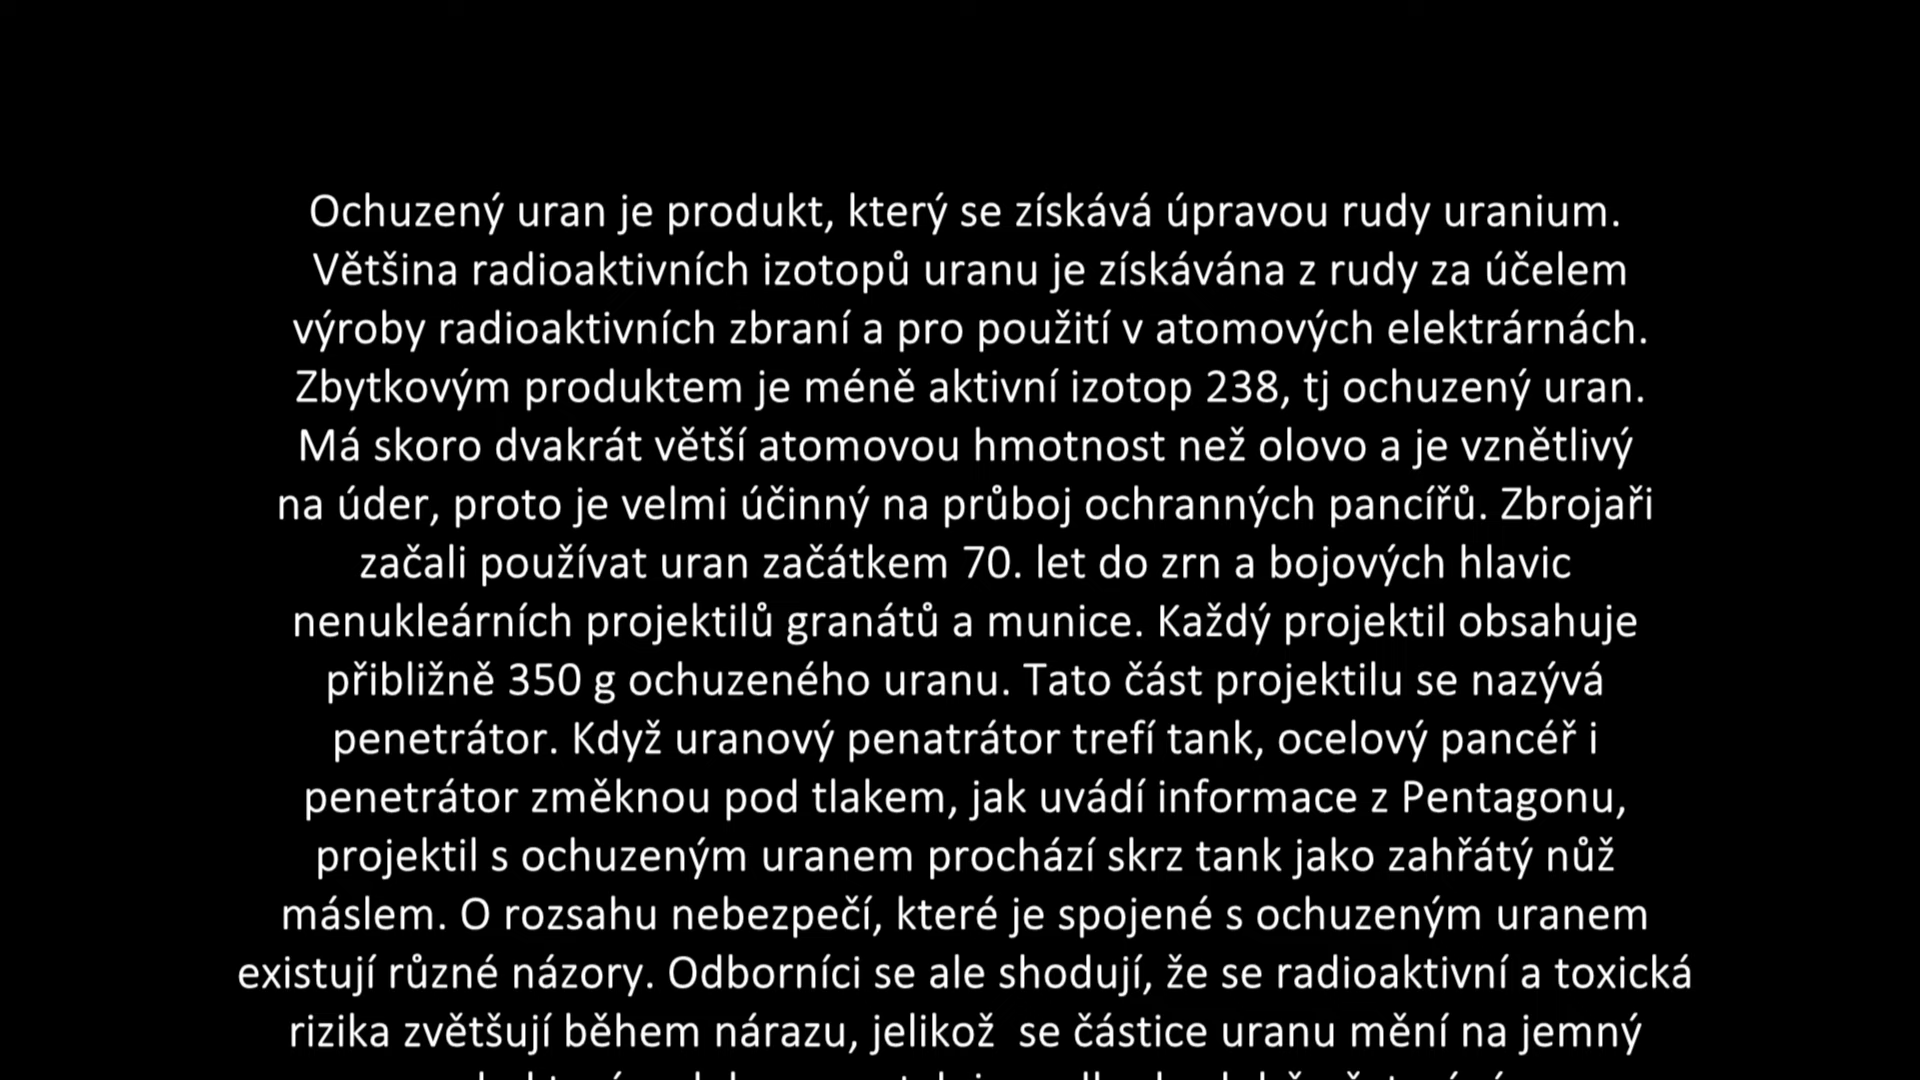 Ochuzený uran je produkt, který se získává úpravou rudy uranium.
Většina radioaktivních izotopů uranu je získávána z rudy za účelem
výroby radioaktivních zbraní a pro použití v atomových elektrárnách.
Zbytkovým produktem je méně aktivní izotop 238, tj ochuzený uran.
Má skoro dvakrát větší atomovou hmotnost než olovo a je vznětlivý
na úder, proto je velmi účinný na průboj ochranných pancířů. Zbrojaři
začali používat uran začátkem 70. let do zrn a bojových hlavic
nenukleárních projektilů granátů a munice. Každý projektil obsahuje
přibližně 350 g ochuzeného uranu. Tato část projektilu se nazývá
penetrátor. Když uranový penatrátor trefí tank, ocelový pancéř i
penetrátor změknou pod tlakem, jak uvádí informace z Pentagonu,
projektil s ochuzeným uranem prochází skrz tank jako zahřátý nůž
máslem. O rozsahu nebezpečí, které je spojené s ochuzeným uranem
existují různé názory. Odborníci se ale shodují, že se radioaktivní a toxická
rizika zvětšují během nárazu, jelikož  se částice uranu mění na jemný